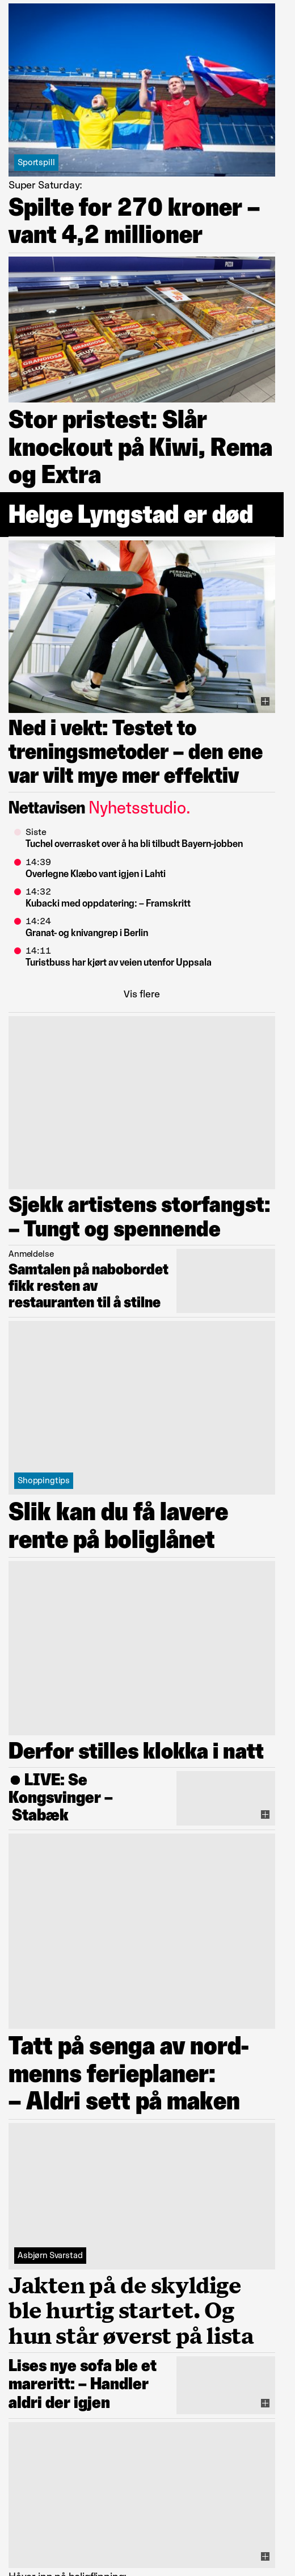 Sportspill
Super Saturday:
Spilte for 270 kroner –
vant 4,2 millioner
GRANDIOSA
DELUXE
Stor pristest: Slår
knockout på Kiwi, Rema
og Extra
Helge Lyngstad er død
PERSONLIG
TRENER
Ned i vekt: Testet to
treningsmetoder – den ene
var vilt mye mer effektiv
Nettavisen Nyhetsstudio.
Siste
Tuchel overrasket over å ha bli tilbudt Bayern-jobben
14:39
Overlegne Klæbo vant igjen i Lahti
14:32
Kubacki med oppdatering: – Framskritt
14:24
Granat- og knivangrep i Berlin
14:11
Turistbuss har kjørt av veien utenfor Uppsala
Vis flere
Sjekk artistens storfangst:
– Tungt og spennende
Anmeldelse
Samtalen på nabobordet
fikk resten av
restauranten til å stilne
Shoppingtips
Slik kan du få lavere
rente på boliglånet
Derfor stilles klokka i natt
● LIVE: Se
Kongsvinger –
Stabæk
Tatt på senga av nord-
menns ferieplaner:
– Aldri sett på maken
Asbjørn Svarstad
Jakten på de skyldige
ble hurtig startet. Og
hun står øverst på lista
Lises nye sofa ble et
mareritt: – Handler
aldri der igjen